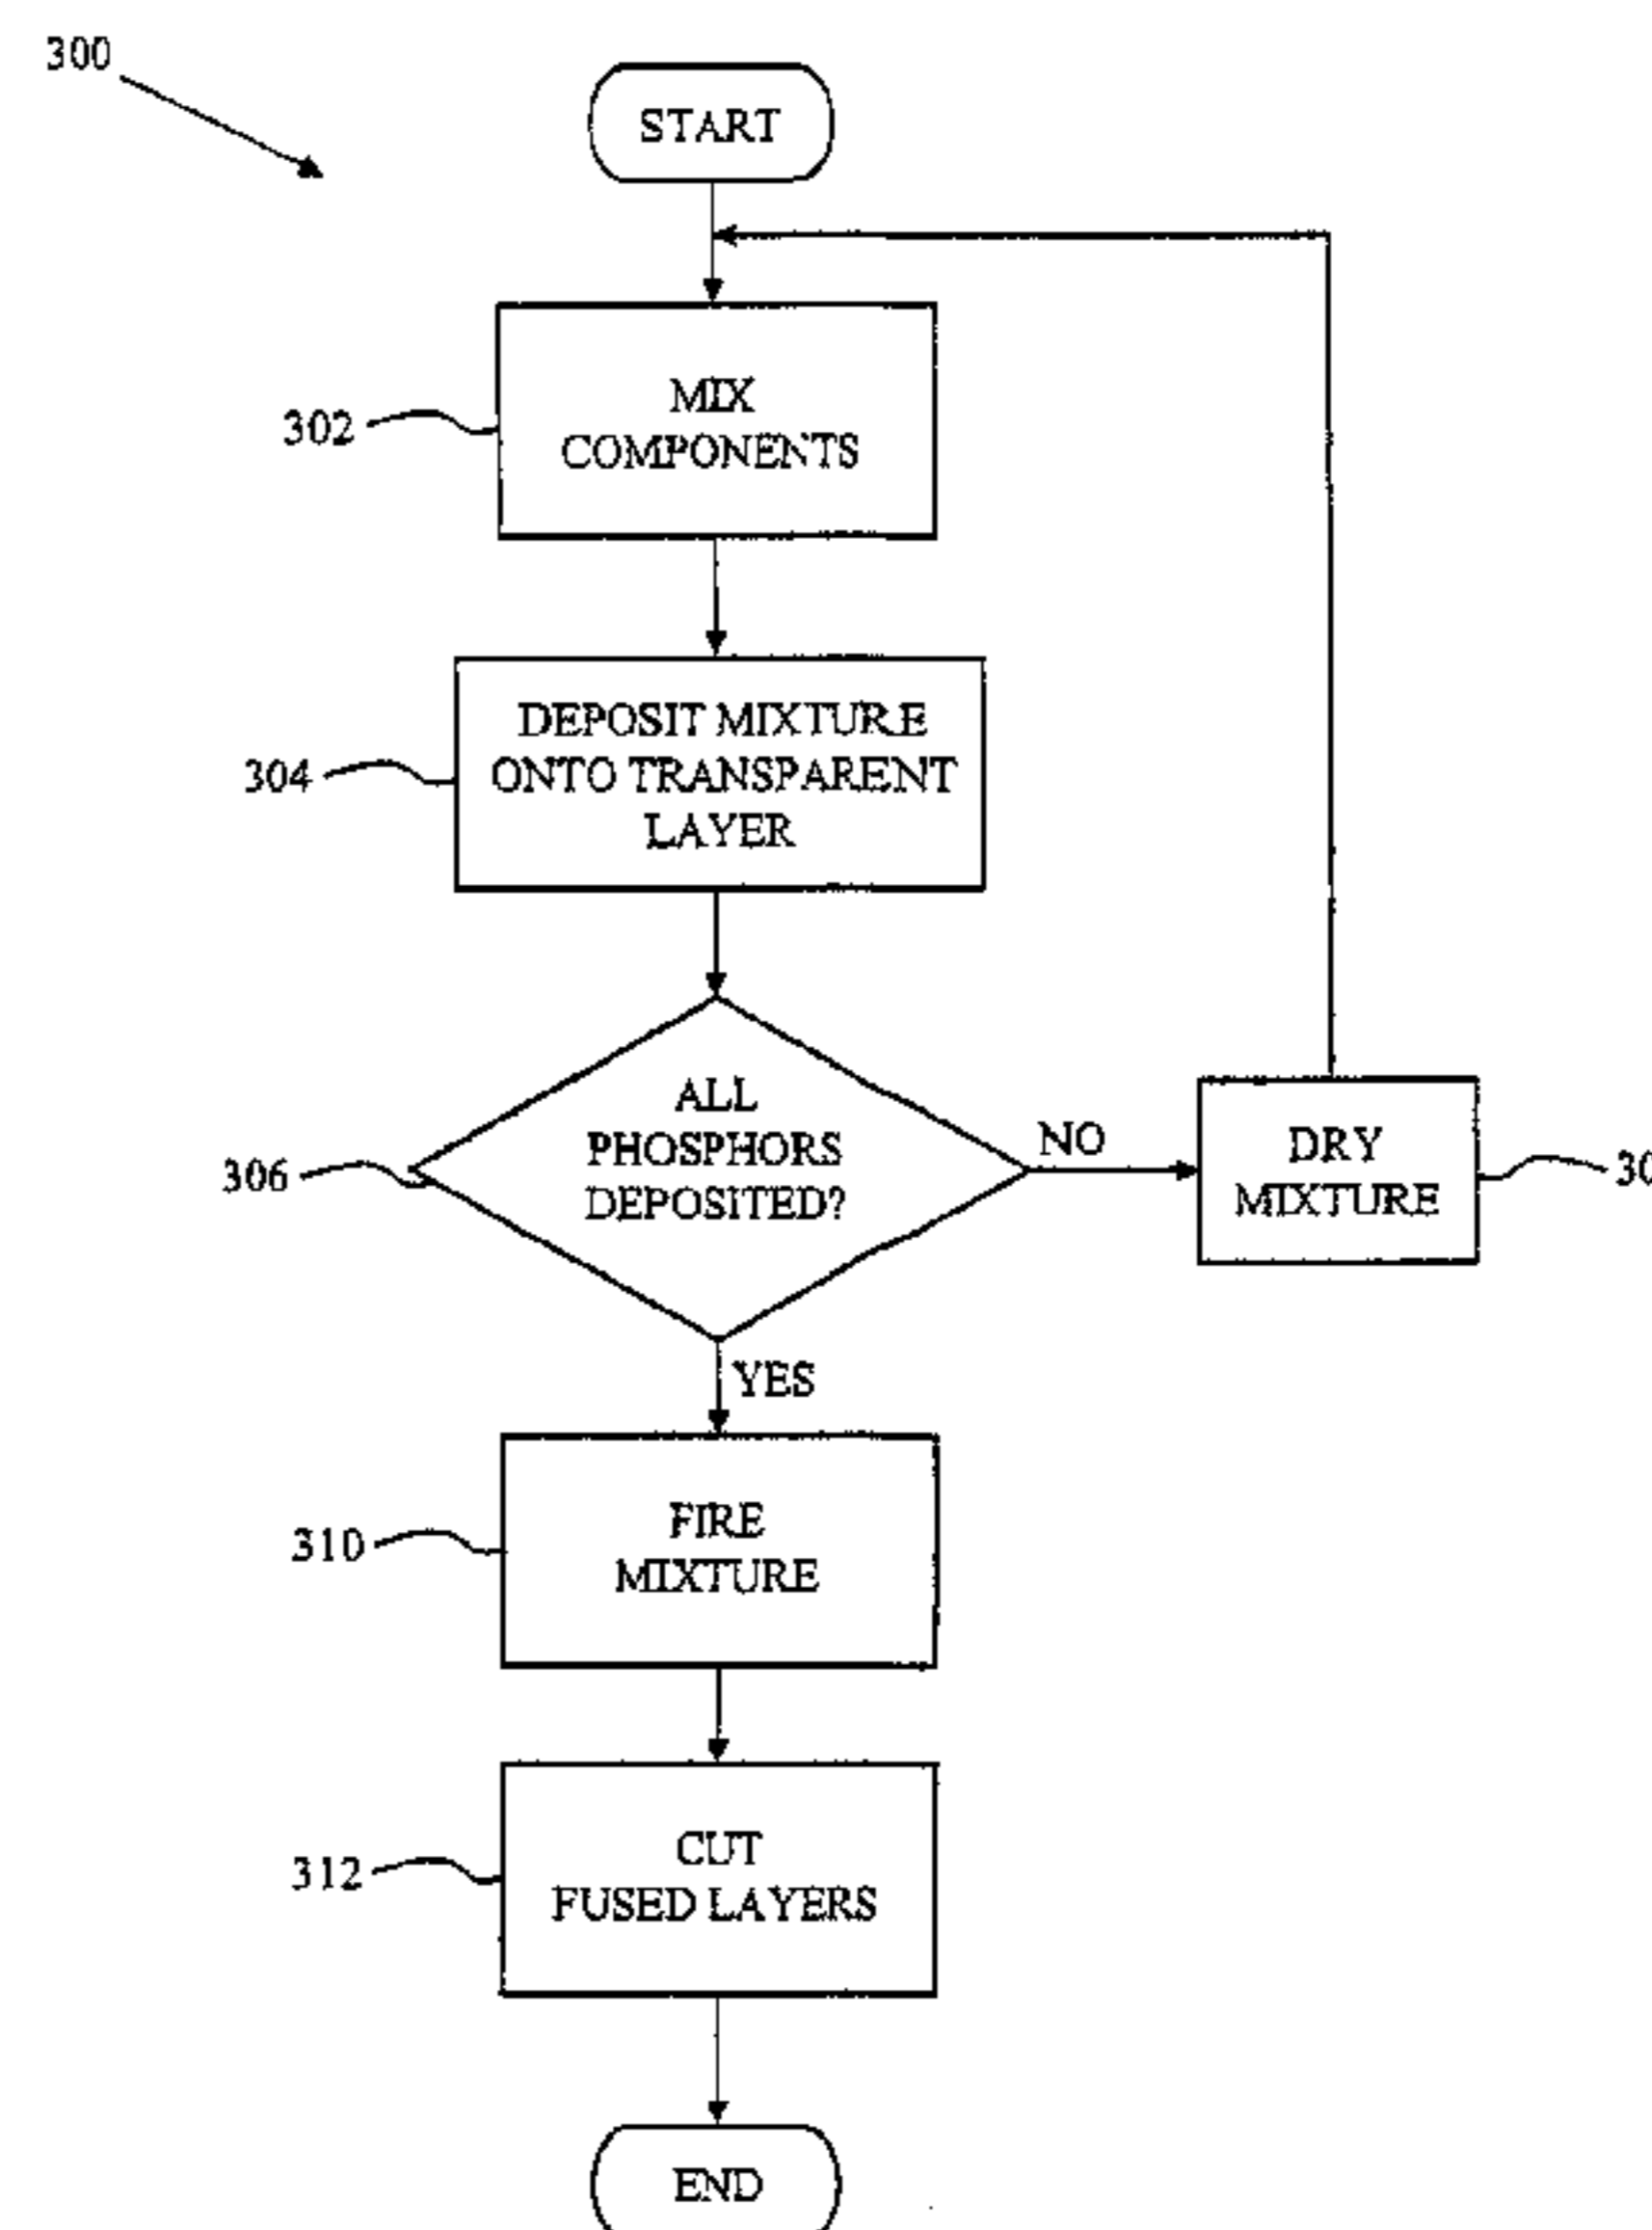 300
START
MIX
COMPONENTS
302
DEPOSIT MIXTURE
ONTO TRANSPARENT
LAYER
304
ALL
PHOSPHORS
DEPOSITED?
306
NO
DRY
MIXTURE
YES
FIRE
MIXTURE
310
CUT
FUSED LAYERS
312
END